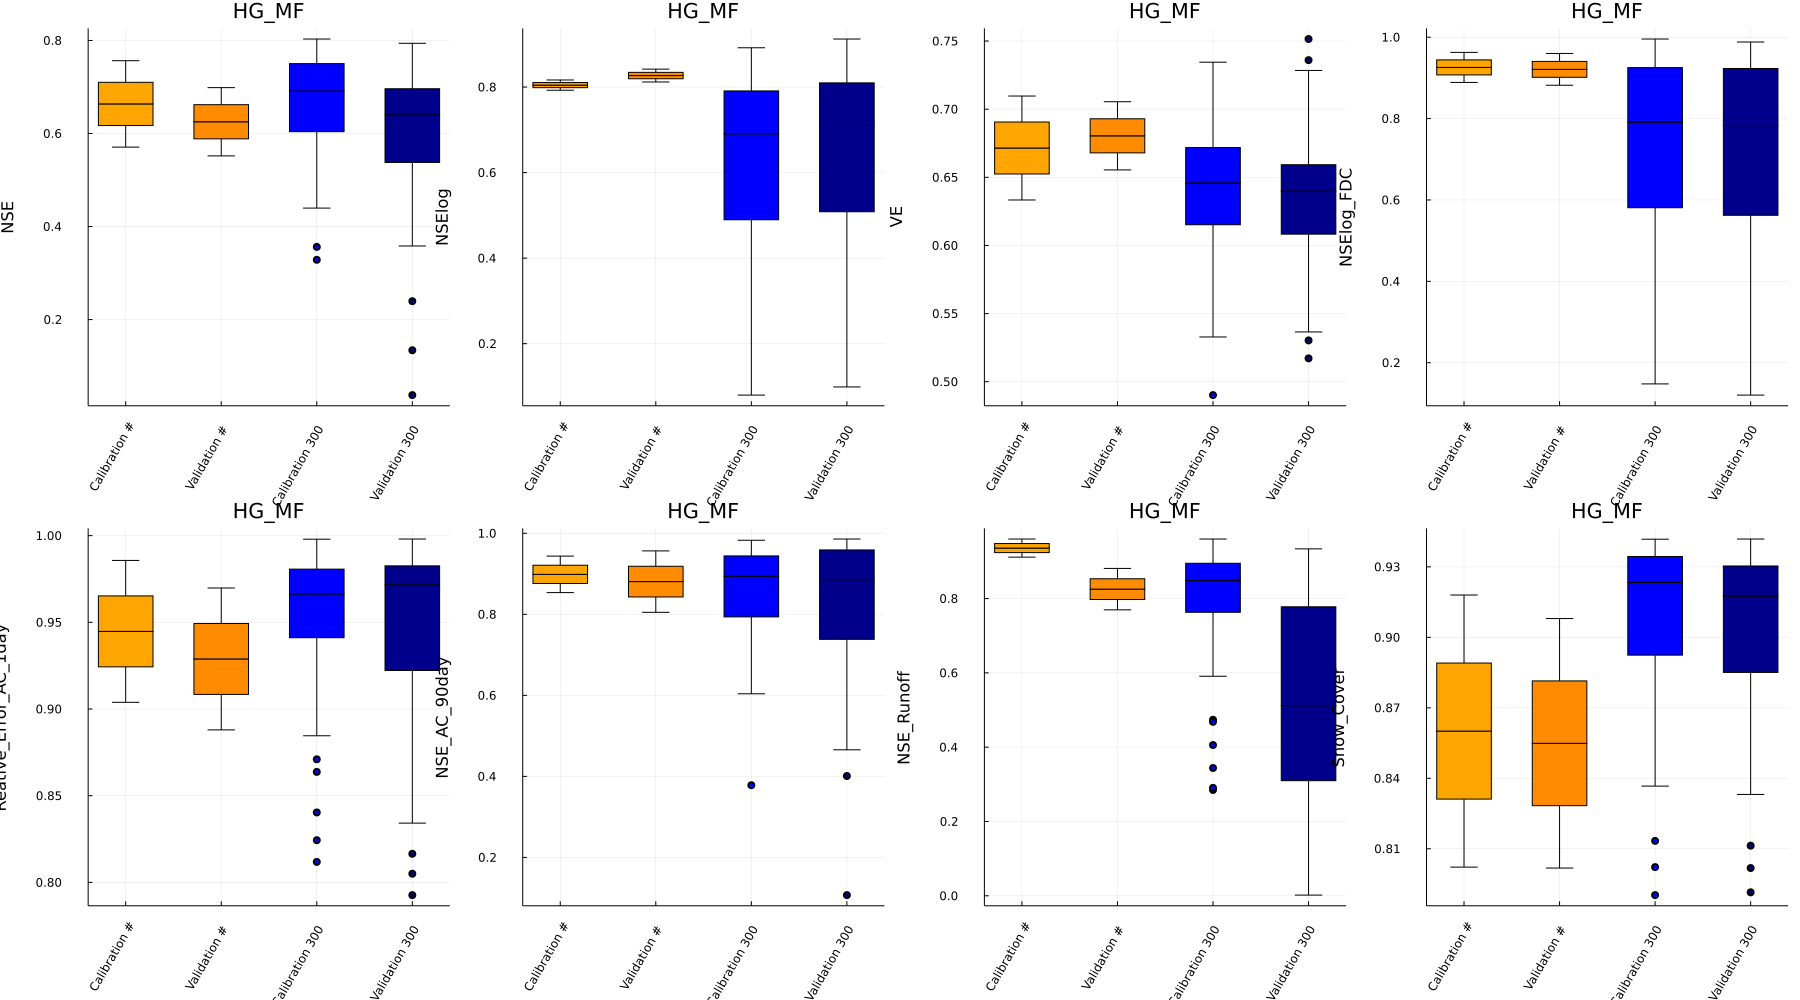 HG_MF HG_MF HG_MF HG_MF
NSE
0.8
0.6
0.4
0.2
Calibration # Validation # Calibration 300 Validation 300
NSElog
0.8
0.6
0.4
0.2
Calibration # Validation # Calibration 300 Validation 300
VE
0.75
0.70
0.65
0.60
0.55
0.50
Calibration # Validation # Calibration 300 Validation 300
NSElog_FDC
1.0
0.8
0.6
0.4
0.2
Calibration # Validation # Calibration 300 Validation 300
HG_MF HG_MF HG_MF HG_MF
Reative_Error_AC_1day
1.00
0.95
0.90
0.85
0.80
Calibration # Validation # Calibration 300 Validation 300
NSE_AC_90day
1.0
0.8
0.6
0.4
0.2
Calibration # Validation # Calibration 300 Validation 300
NSE_Runoff
0.8
0.6
0.4
0.2
0.0
Calibration # Validation # Calibration 300 Validation 300
Snow_Cover
0.93
0.90
0.87
0.84
0.81
Calibration # Validation # Calibration 300 Validation 300